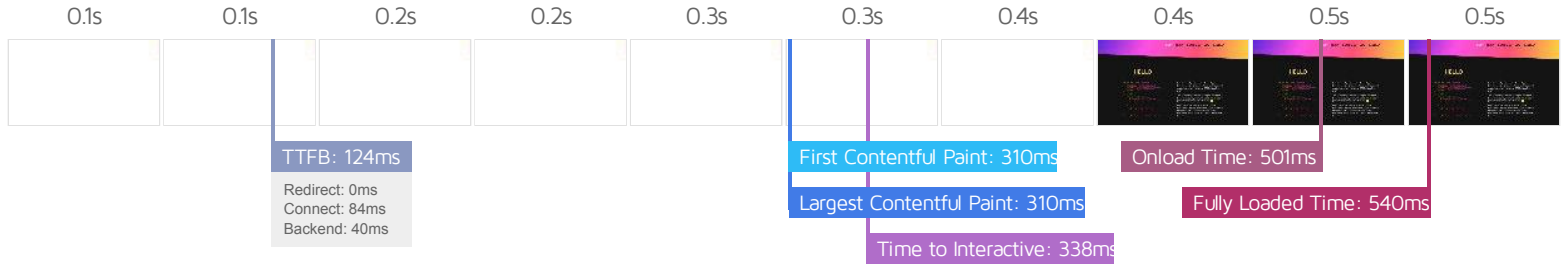 0.1s 0.1s 0.2s 0.2s 0.3s 0.3s 0.4s 0.4s 0.5s 0.5s
HELLO HELLO HELLO
TTFB: 124ms
First Contentful Paint: 310ms
Onload Time: 501ms
Redirect: 0ms
Connect: 84ms
Backend: 40ms
Largest Contentful Paint: 310ms
Fully Loaded Time: 540ms
Time to Interactive: 338ms